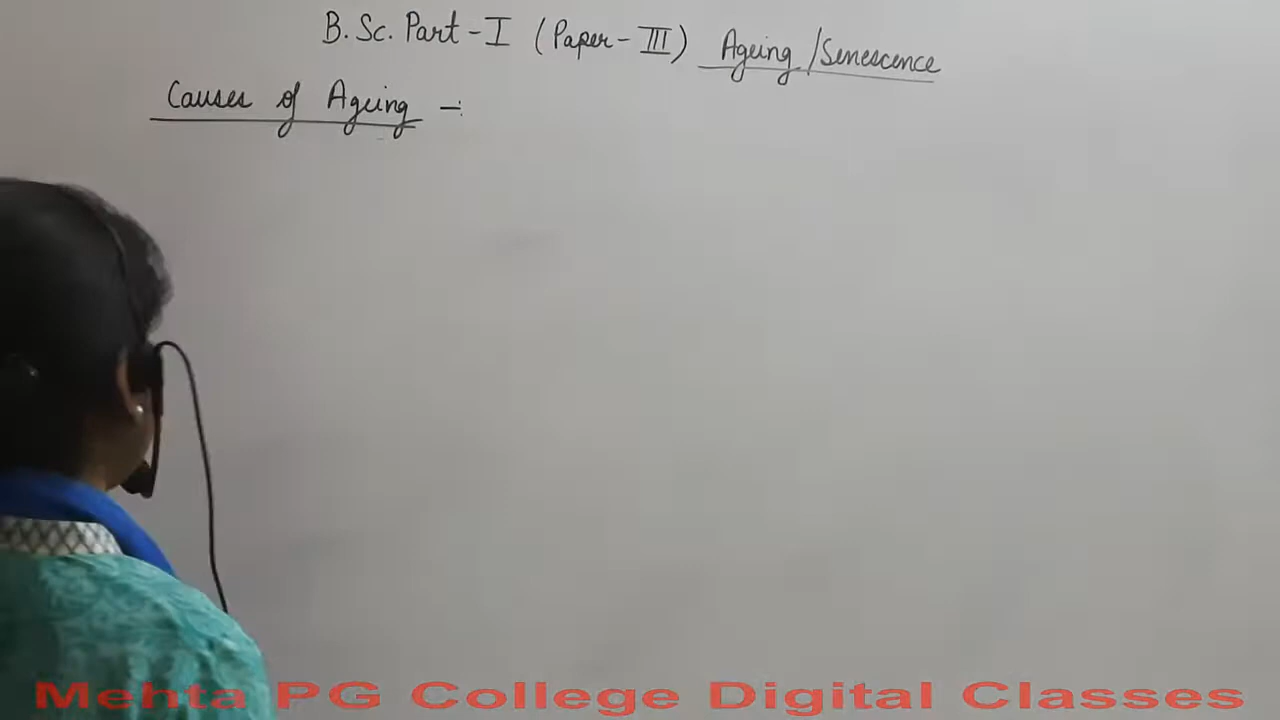 B.Sc. Part-I (Paper-III) Ageing/Senescence
Causes of Ageing -:
Mehta PG College Digital Classes